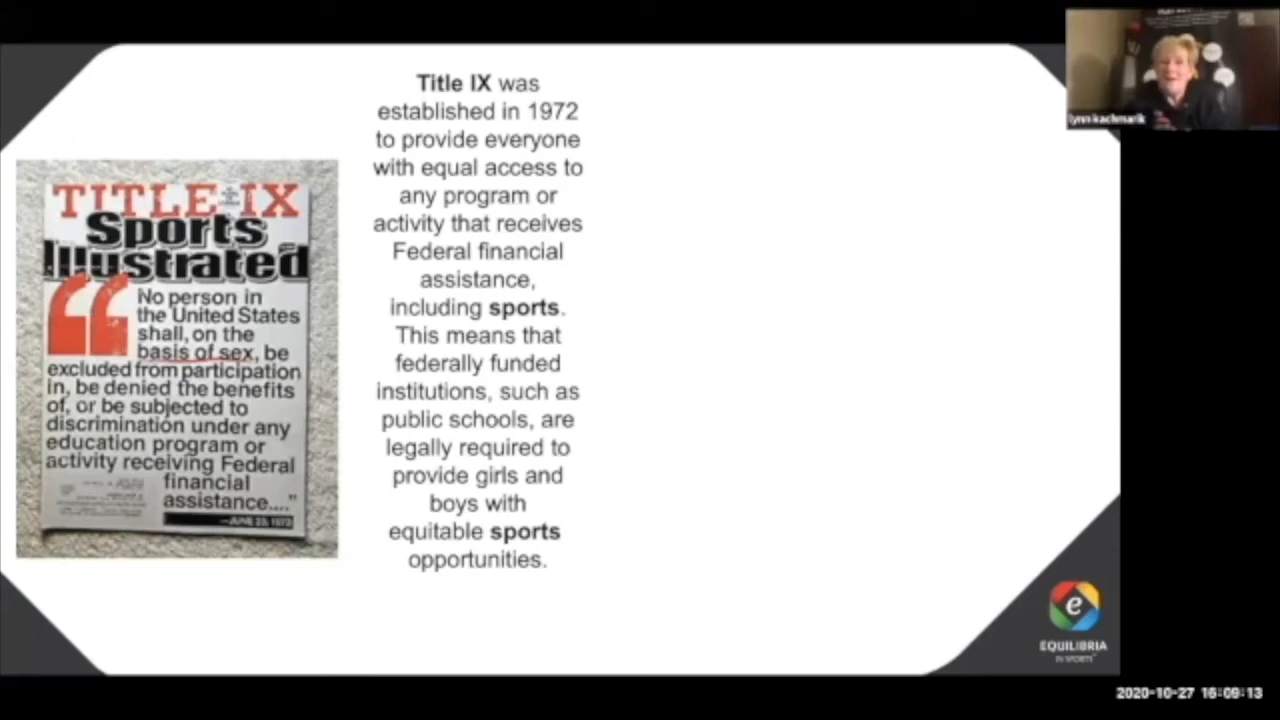 TITLE IX
Sports
Illustrated
“No person in
the United States
shall, on the
basis of sex, be
excluded from participation
in, be denied the benefits
of, or be subjected to
discrimination under any
education program or
activity receiving Federal
financial
assistance....”
—JUNE 23, 1972
Title IX was
established in 1972
to provide everyone
with equal access to
any program or
activity that receives
Federal financial
assistance,
including sports.
This means that
federally funded
institutions, such as
public schools, are
legally required to
provide girls and
boys with
equitable sports
opportunities.
lynn kachmarik
e
EQUILIBRIA
IN SPORTS
2020-10-27 16:09:13